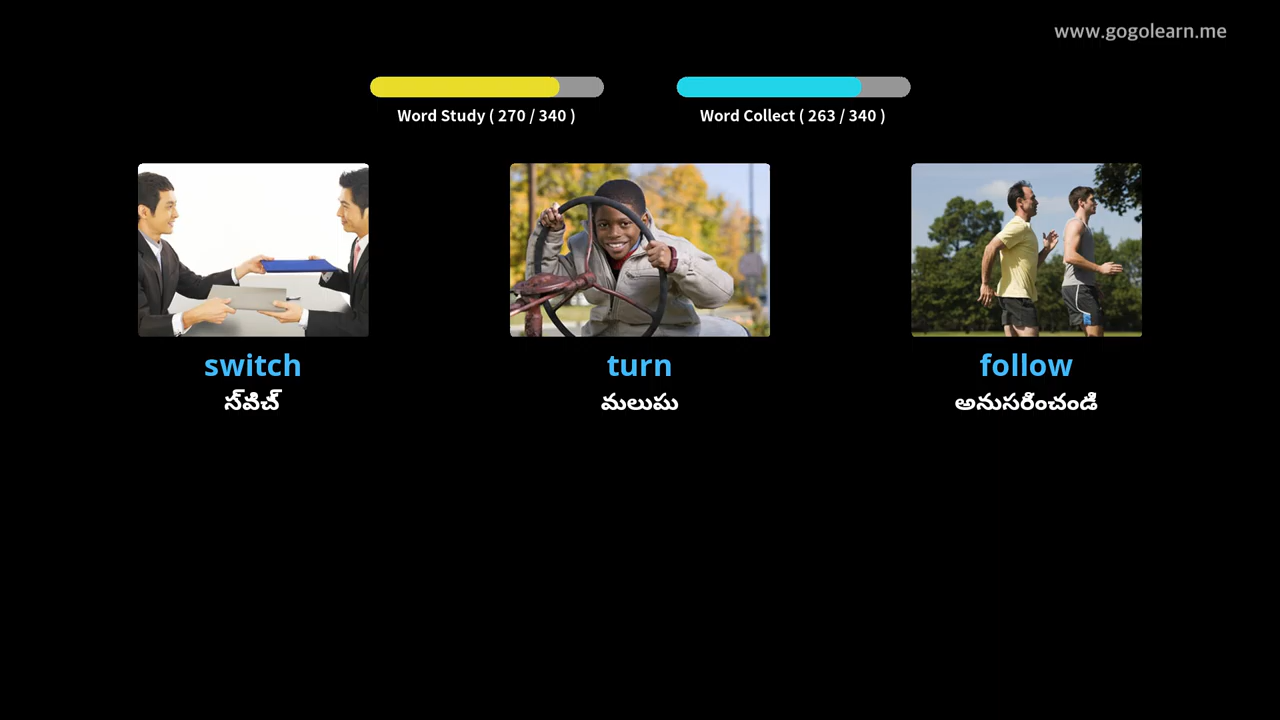 www.gogolearn.me
Word Study ( 270 / 340 )
Word Collect ( 263 / 340 )
switch
turn
follow
స్‌విచ్
మలుపు
అనుసరించండి